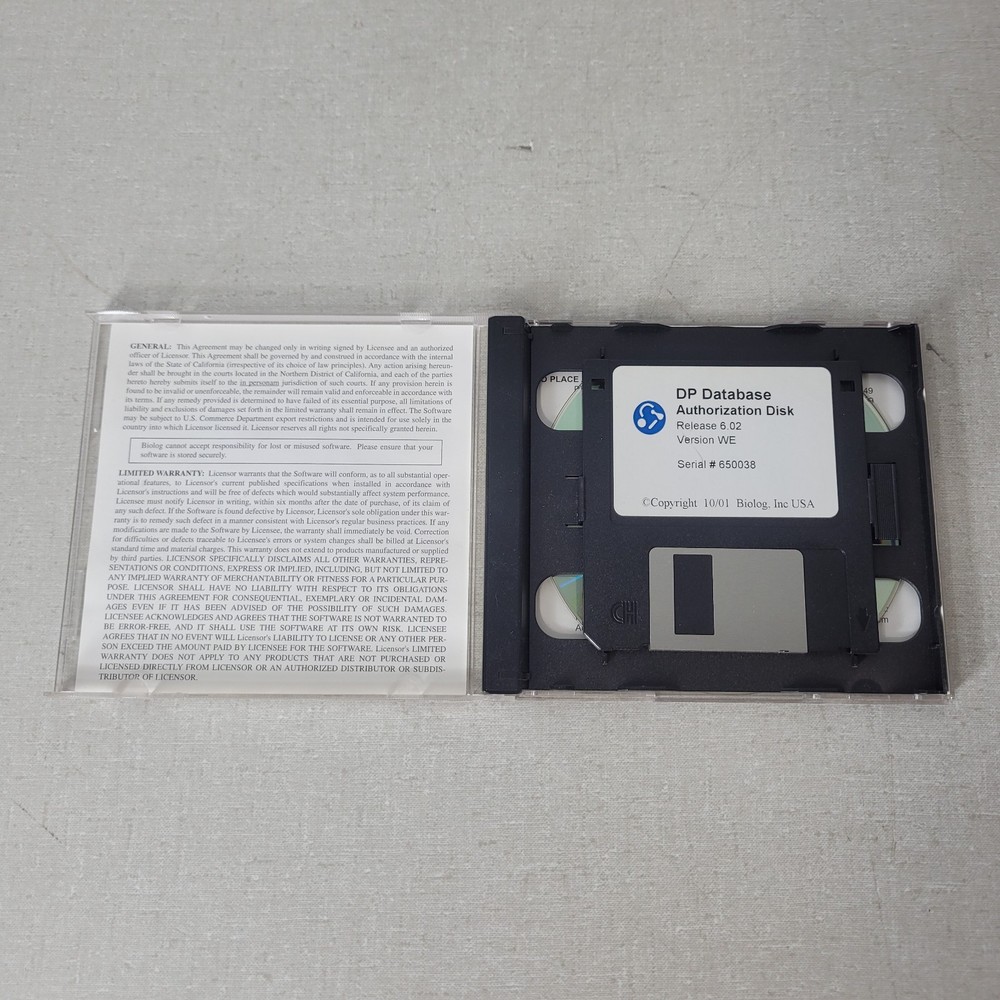 GENERAL: This Agreement may be changed only in writing signed by Licensee and an authorized
officer of Licensor. This Agreement shall be governed by and construed in accordance with the internal
laws of the State of California (irrespective of its choice of law principles). Any action arising hereun-
der shall be brought in the courts located in the Northern District of California, and each of the parties
hereto hereby submits itself to the in personam jurisdiction of such courts. If any provision herein is
found to be invalid or unenforceable, the remainder will remain valid and enforceable in accordance with
its terms. If any remedy provided is determined to have failed of its essential purpose, all limitations of
liability and exclusions of damages set forth in the limited warranty shall remain in effect. The Software
may be subject to U.S. Commerce Department export restrictions and is intended for use solely in the
country into which Licensor licensed it. Licensor reserves all rights not specifically granted herein.
Biolog cannot accept responsibility for lost or misused software. Please ensure that your
software is stored securely.
LIMITED WARRANTY: Licensor warrants that the Software will conform, as to all substantial oper-
ational features, to Licensor's current published specifications when installed in accordance with
Licensor's instructions and will be free of defects which would substantially affect system performance.
Licensee must notify Licensor in writing, within six months after the date of purchase, of its claim of
any such defect. If the Software is found defective by Licensor, Licensor's sole obligation under this war-
ranty is to remedy such defect in a manner consistent with Licensor's regular business practices. If any
modifications are made to the Software by Licensee, the warranty shall immediately be void. Correction
for difficulties or defects traceable to Licensee's errors or system changes shall be billed at Licensor's
standard time and material charges. This warranty does not extend to products manufactured or supplied
by third parties. LICENSOR SPECIFICALLY DISCLAIMS ALL OTHER WARRANTIES, REPRE-
SENTATIONS OR CONDITIONS, EXPRESS OR IMPLIED, INCLUDING, BUT NOT LIMITED TO
ANY IMPLIED WARRANTY OF MERCHANTABILITY OR FITNESS FOR A PARTICULAR PUR-
POSE. LICENSOR SHALL HAVE NO LIABILITY WITH RESPECT TO ITS OBLIGATIONS
UNDER THIS AGREEMENT FOR CONSEQUENTIAL, EXEMPLARY OR INCIDENTAL DAM-
AGES EVEN IF IT HAS BEEN ADVISED OF THE POSSIBILITY OF SUCH DAMAGES.
LICENSEE ACKNOWLEDGES AND AGREES THAT THE SOFTWARE IS NOT WARRANTED TO
BE ERROR-FREE, AND IT SHALL USE THE SOFTWARE AT ITS OWN RISK. LICENSEE
AGREES THAT IN NO EVENT WILL Licensor's LIABILITY TO LICENSE OR ANY OTHER PER-
SON EXCEED THE AMOUNT PAID BY LICENSEE FOR THE SOFTWARE. Licensor's LIMITED
WARRANTY DOES NOT APPLY TO ANY PRODUCTS THAT ARE NOT PURCHASED OR
LICENSED DIRECTLY FROM LICENSOR OR AN AUTHORIZED DISTRIBUTOR OR SUBDIS-
TRIBUTOR OF LICENSOR.
PLACE
49
DP Database
Authorization Disk
Release 6.02
Version WE
Serial # 650038
©Copyright 10/01 Biolog, Inc USA